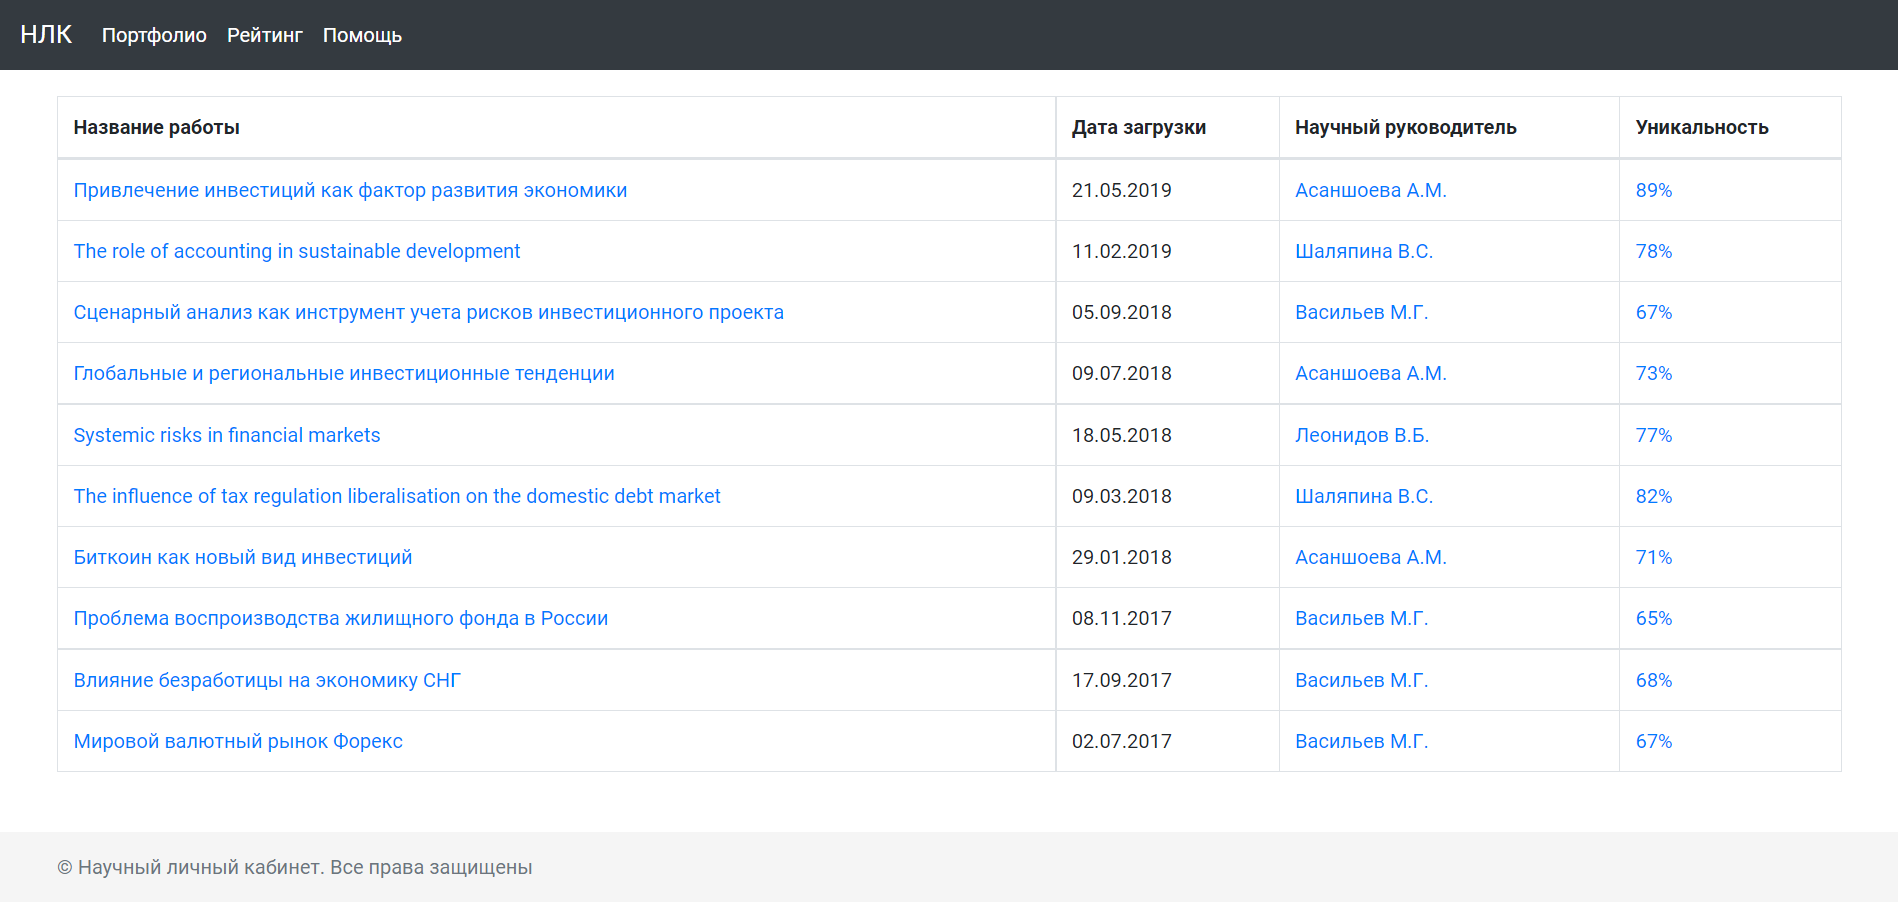 НЛК Портфолио Рейтинг Помощь
Название работы Дата загрузки Научный руководитель Уникальность
Привлечение инвестиций как фактор развития экономики 21.05.2019 Асаншоева А.М. 89%
The role of accounting in sustainable development 11.02.2019 Шаляпина В.С. 78%
Сценарный анализ как инструмент учета рисков инвестиционного проекта 05.09.2018 Васильев М.Г. 67%
Глобальные и региональные инвестиционные тенденции 09.07.2018 Асаншоева А.М. 73%
Systemic risks in financial markets 18.05.2018 Леонидов В.Б. 77%
The influence of tax regulation liberalisation on the domestic debt market 09.03.2018 Шаляпина В.С. 82%
Биткоин как новый вид инвестиций 29.01.2018 Асаншоева А.М. 71%
Проблема воспроизводства жилищного фонда в России 08.11.2017 Васильев М.Г. 65%
Влияние безработицы на экономику СНГ 17.09.2017 Васильев М.Г. 68%
Мировой валютный рынок Форекс 02.07.2017 Васильев М.Г. 67%
© Научный личный кабинет. Все права защищены